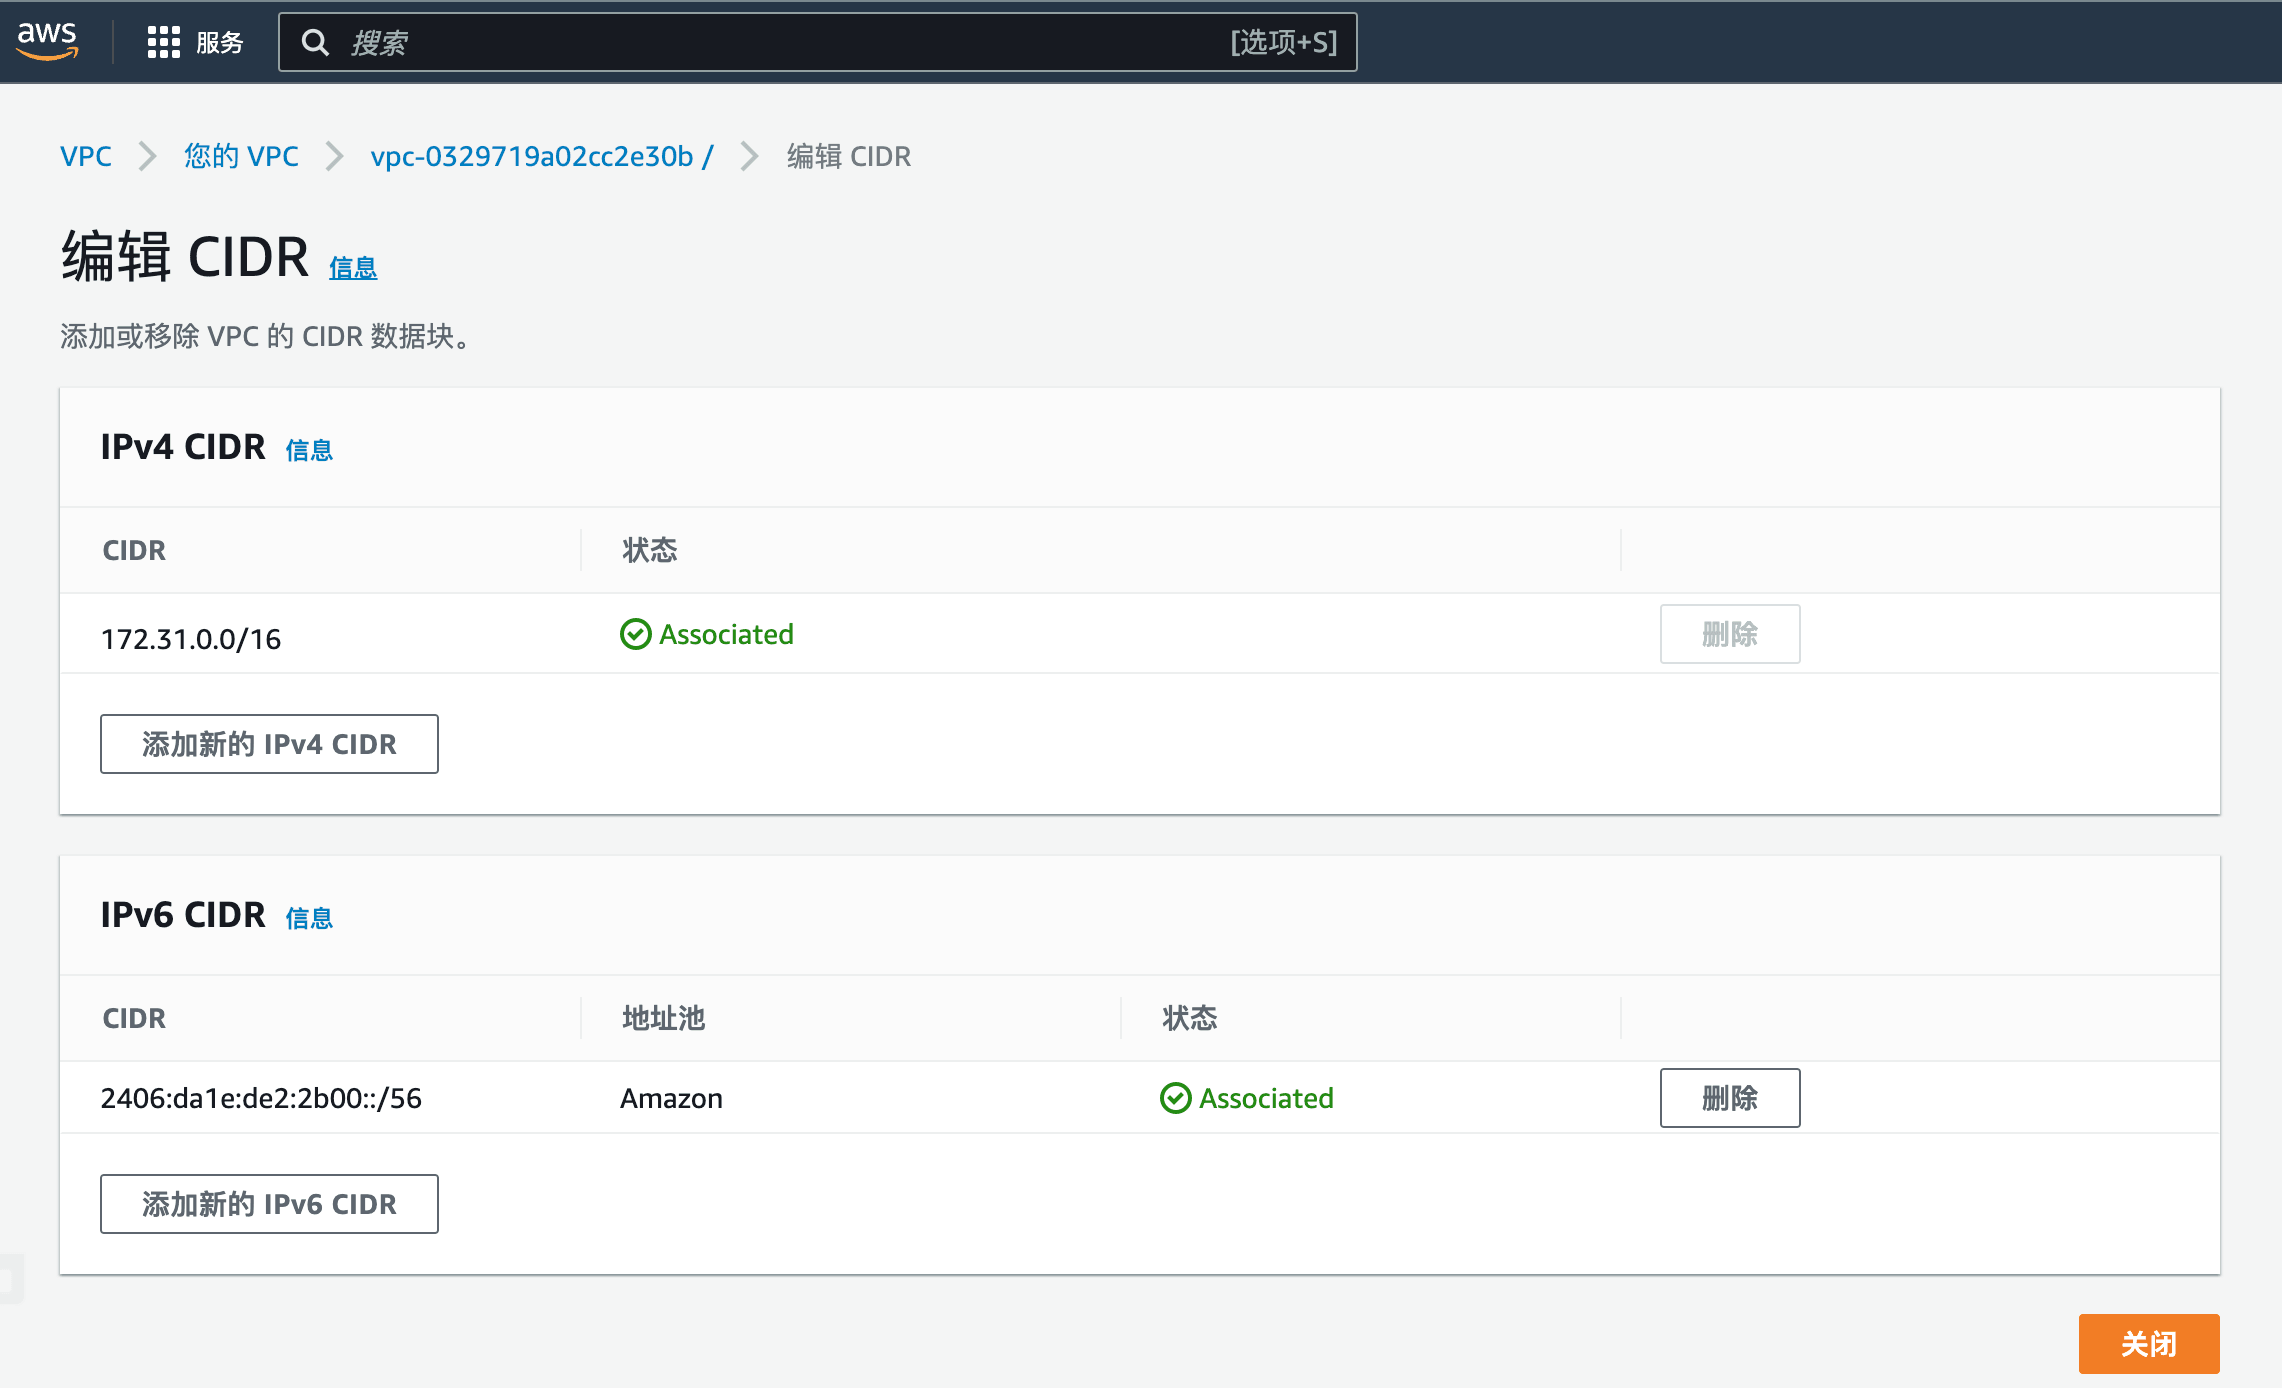 aws 服务 搜索 [选项+S]
VPC 您的 VPC vpc-0329719a02cc2e30b / 编辑 CIDR
编辑 CIDR 信息
添加或移除 VPC 的 CIDR 数据块。
IPv4 CIDR 信息
CIDR 状态
172.31.0.0/16 Associated 删除
添加新的 IPv4 CIDR
IPv6 CIDR 信息
CIDR 地址池 状态
2406:da1e:de2:2b00::/56 Amazon Associated 删除
添加新的 IPv6 CIDR
关闭